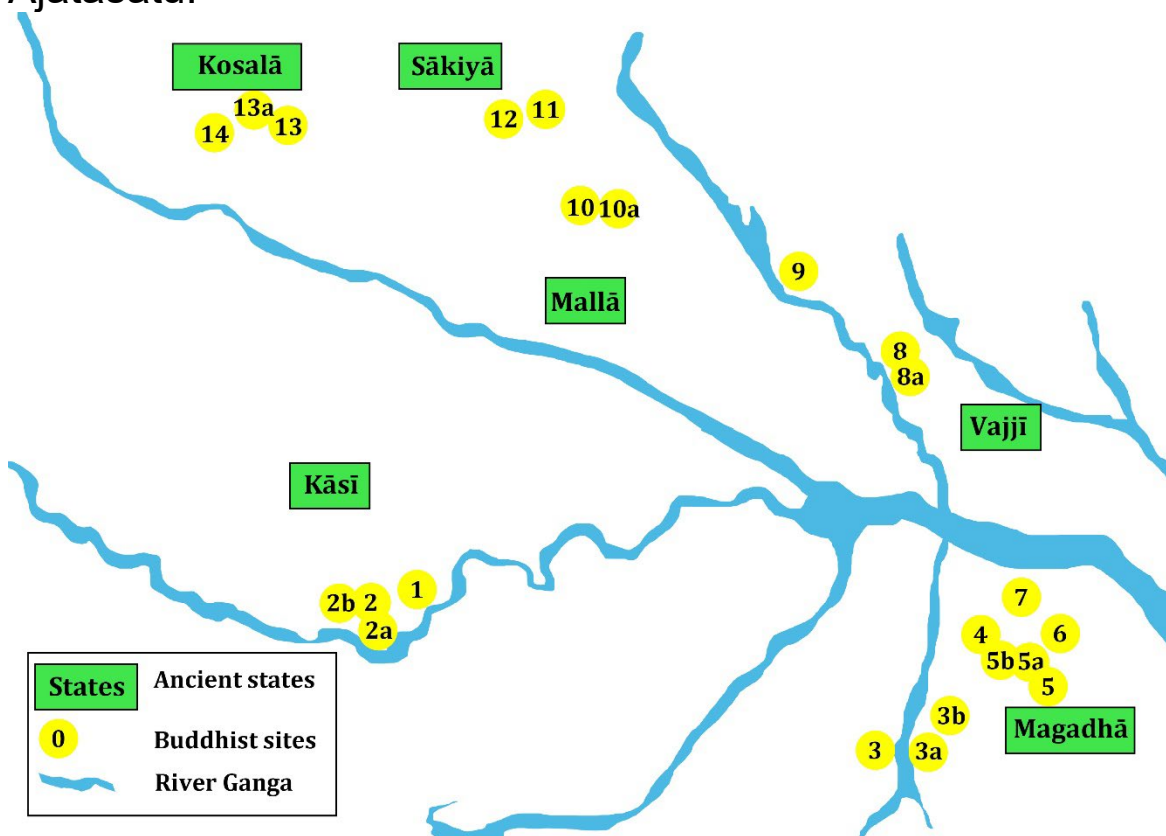 Kosalā
Sākiyā
13a
11
14
13
12
10
10a
9
Mallā
8
8a
Vajjī
Kāsī
1
2b
2
2a
7
4
6
5b
5a
5
3b
Magadhā
3
3a
States
Ancient states
0
Buddhist sites
River Ganga